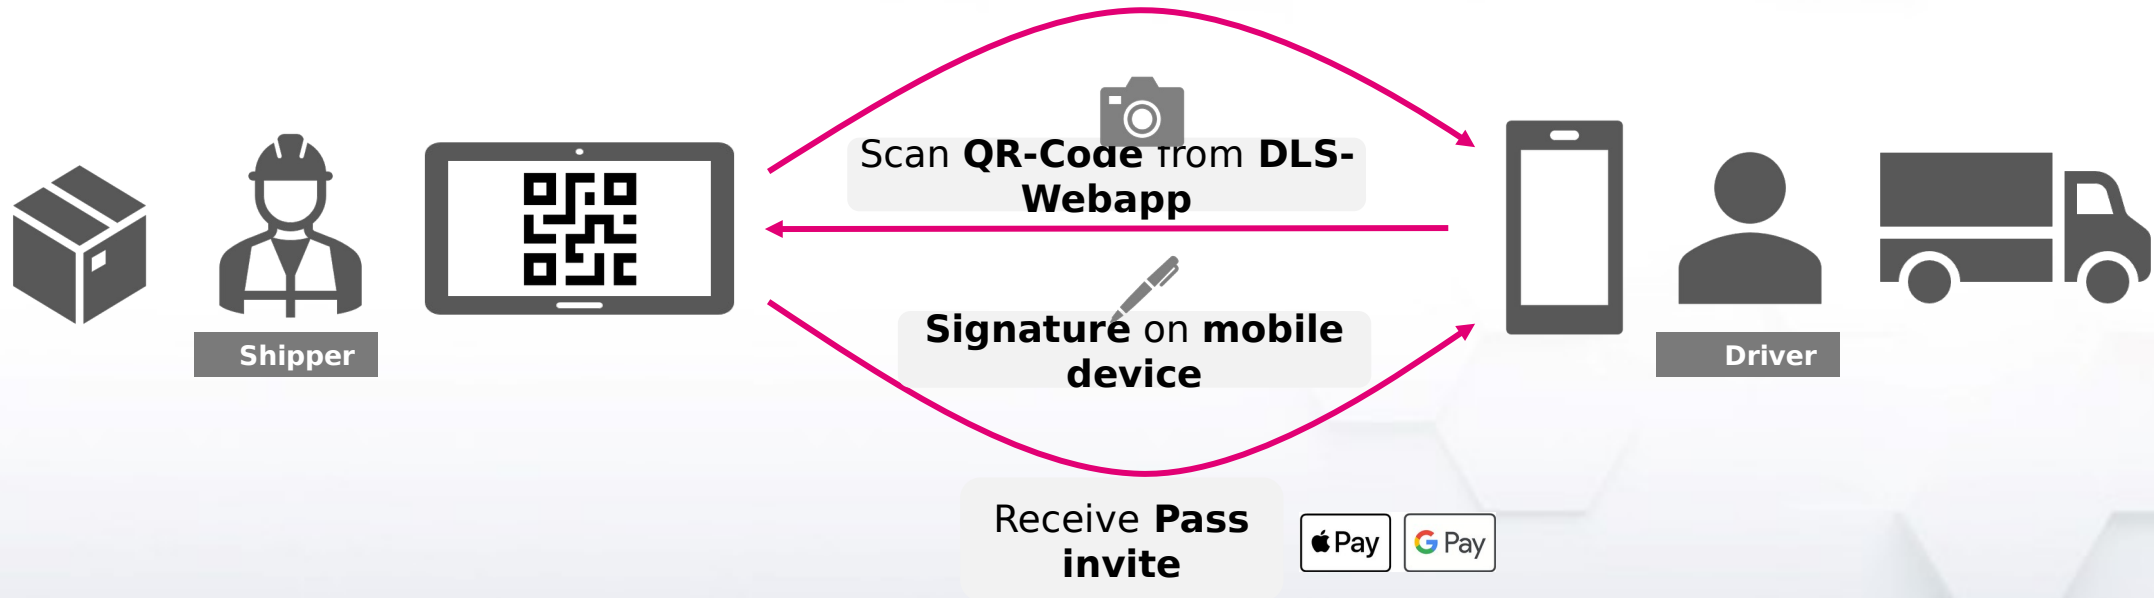 Scan QR-Code from DLS-
Webapp
Signature on mobile
device
Shipper
Driver
Receive Pass
invite
Pay
G Pay